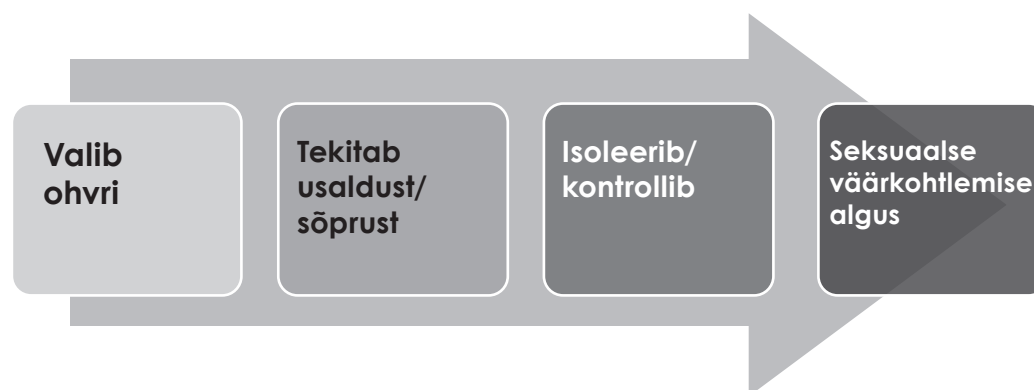 Valib
ohvri
Tekitab
usaldust/
sõprust
Isoleerib/
kontrollib
Seksuaalse
väärkohtlemise
algus